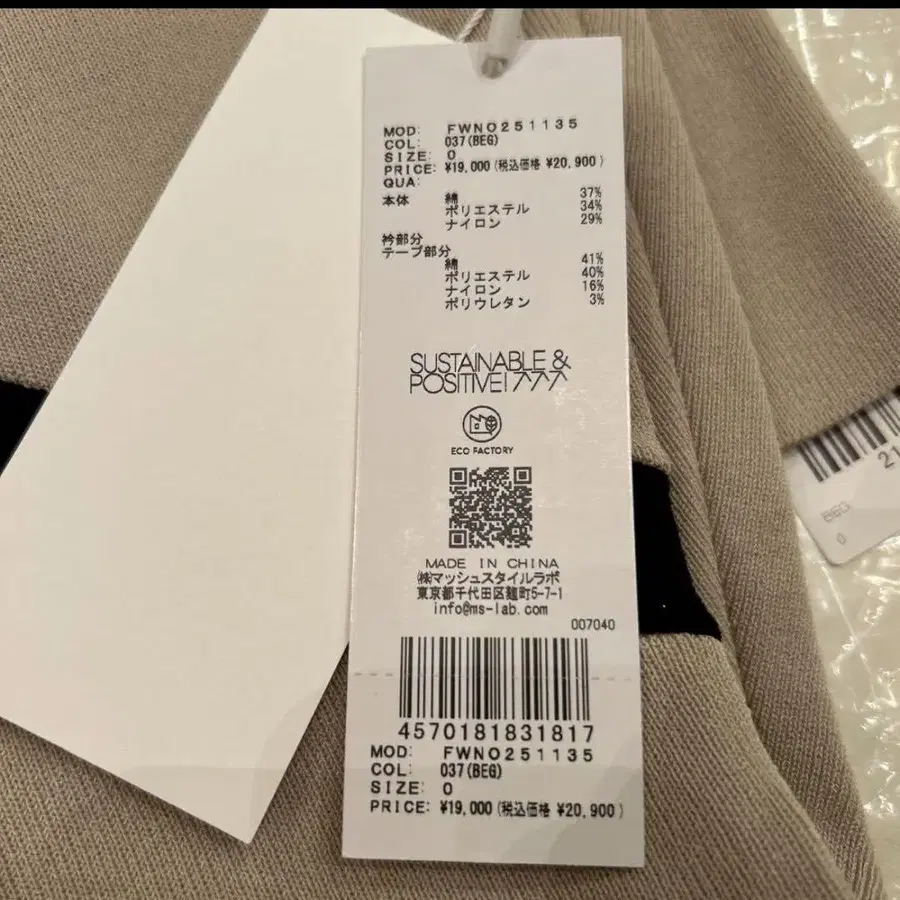 MOD: FWNO251135
COL: 037(BEG)
SIZE: 0
PRICE: ¥19,000(税込価格 ¥20,900)
QUA:
本体 綿 37%
ポリエステル 34%
ナイロン 29%
衿部分
テープ部分
綿 41%
ポリエステル 40%
ナイロン 16%
ポリウレタン 3%
SUSTAINABLE &
POSITIVE!
ECO FACTORY
MADE IN CHINA
㈱マッシュスタイルラボ
東京都千代田区麹町5-7-1
info@ms-lab.com
007040
4570181831817
MOD: FWNO251135
COL: 037(BEG)
SIZE: 0
PRICE: ¥19,000(税込価格 ¥20,900)
21
BEG
0